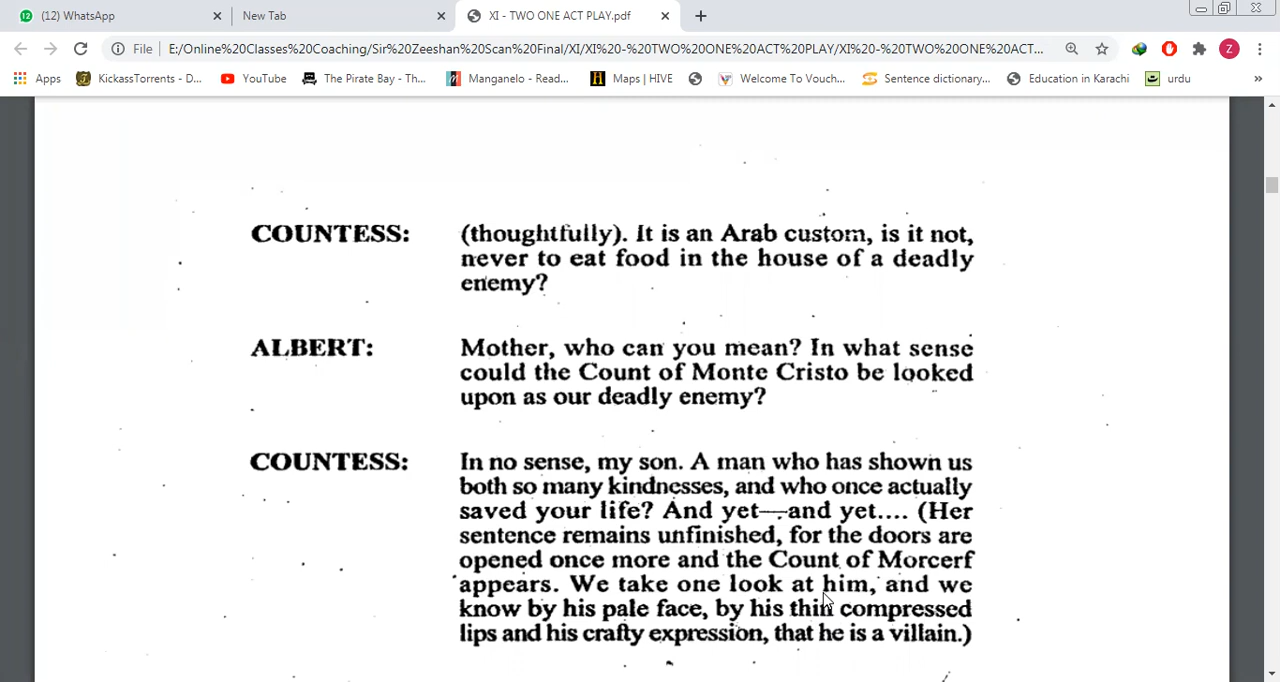 (12) WhatsApp
New Tab
XI - TWO ONE ACT PLAY.pdf
File E:/Online%20Classes%20Coaching/Sir%20Zeeshan%20Scan%20Final/XI/XI%20-%20TWO%20ONE%20ACT%20PLAY/XI%20-%20TWO%20ONE%20ACT...
Z
Apps KickassTorrents - D... YouTube The Pirate Bay - Th... Manganelo - Read... Maps | HIVE Welcome To Vouch... Sentence dictionary... Education in Karachi urdu »
COUNTESS: (thoughtfully). It is an Arab custom, is it not,
never to eat food in the house of a deadly
enemy?
ALBERT: Mother, who can you mean? In what sense
could the Count of Monte Cristo be looked
upon as our deadly enemy?
COUNTESS: In no sense, my son. A man who has shown us
both so many kindnesses, and who once actually
saved your life? And yet—and yet.... (Her
sentence remains unfinished, for the doors are
opened once more and the Count of Morcerf
appears. We take one look at him, and we
know by his pale face, by his thin compressed
lips and his crafty expression, that he is a villain.)